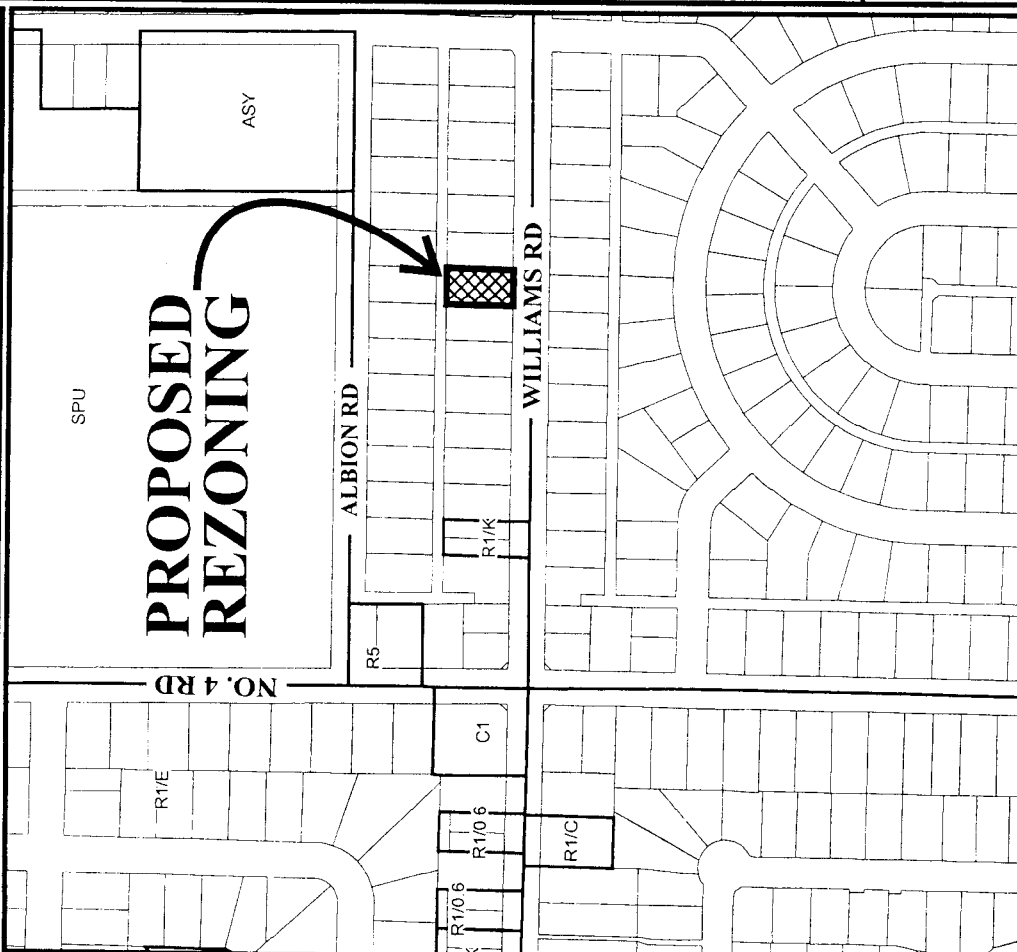 PROPOSED
REZONING
SPU
ASY
ALBION RD
WILLIAMS RD
R1/K
R5
NO. 4 RD
C1
R1/E
R1/0.6
R1/C
R1/0.6